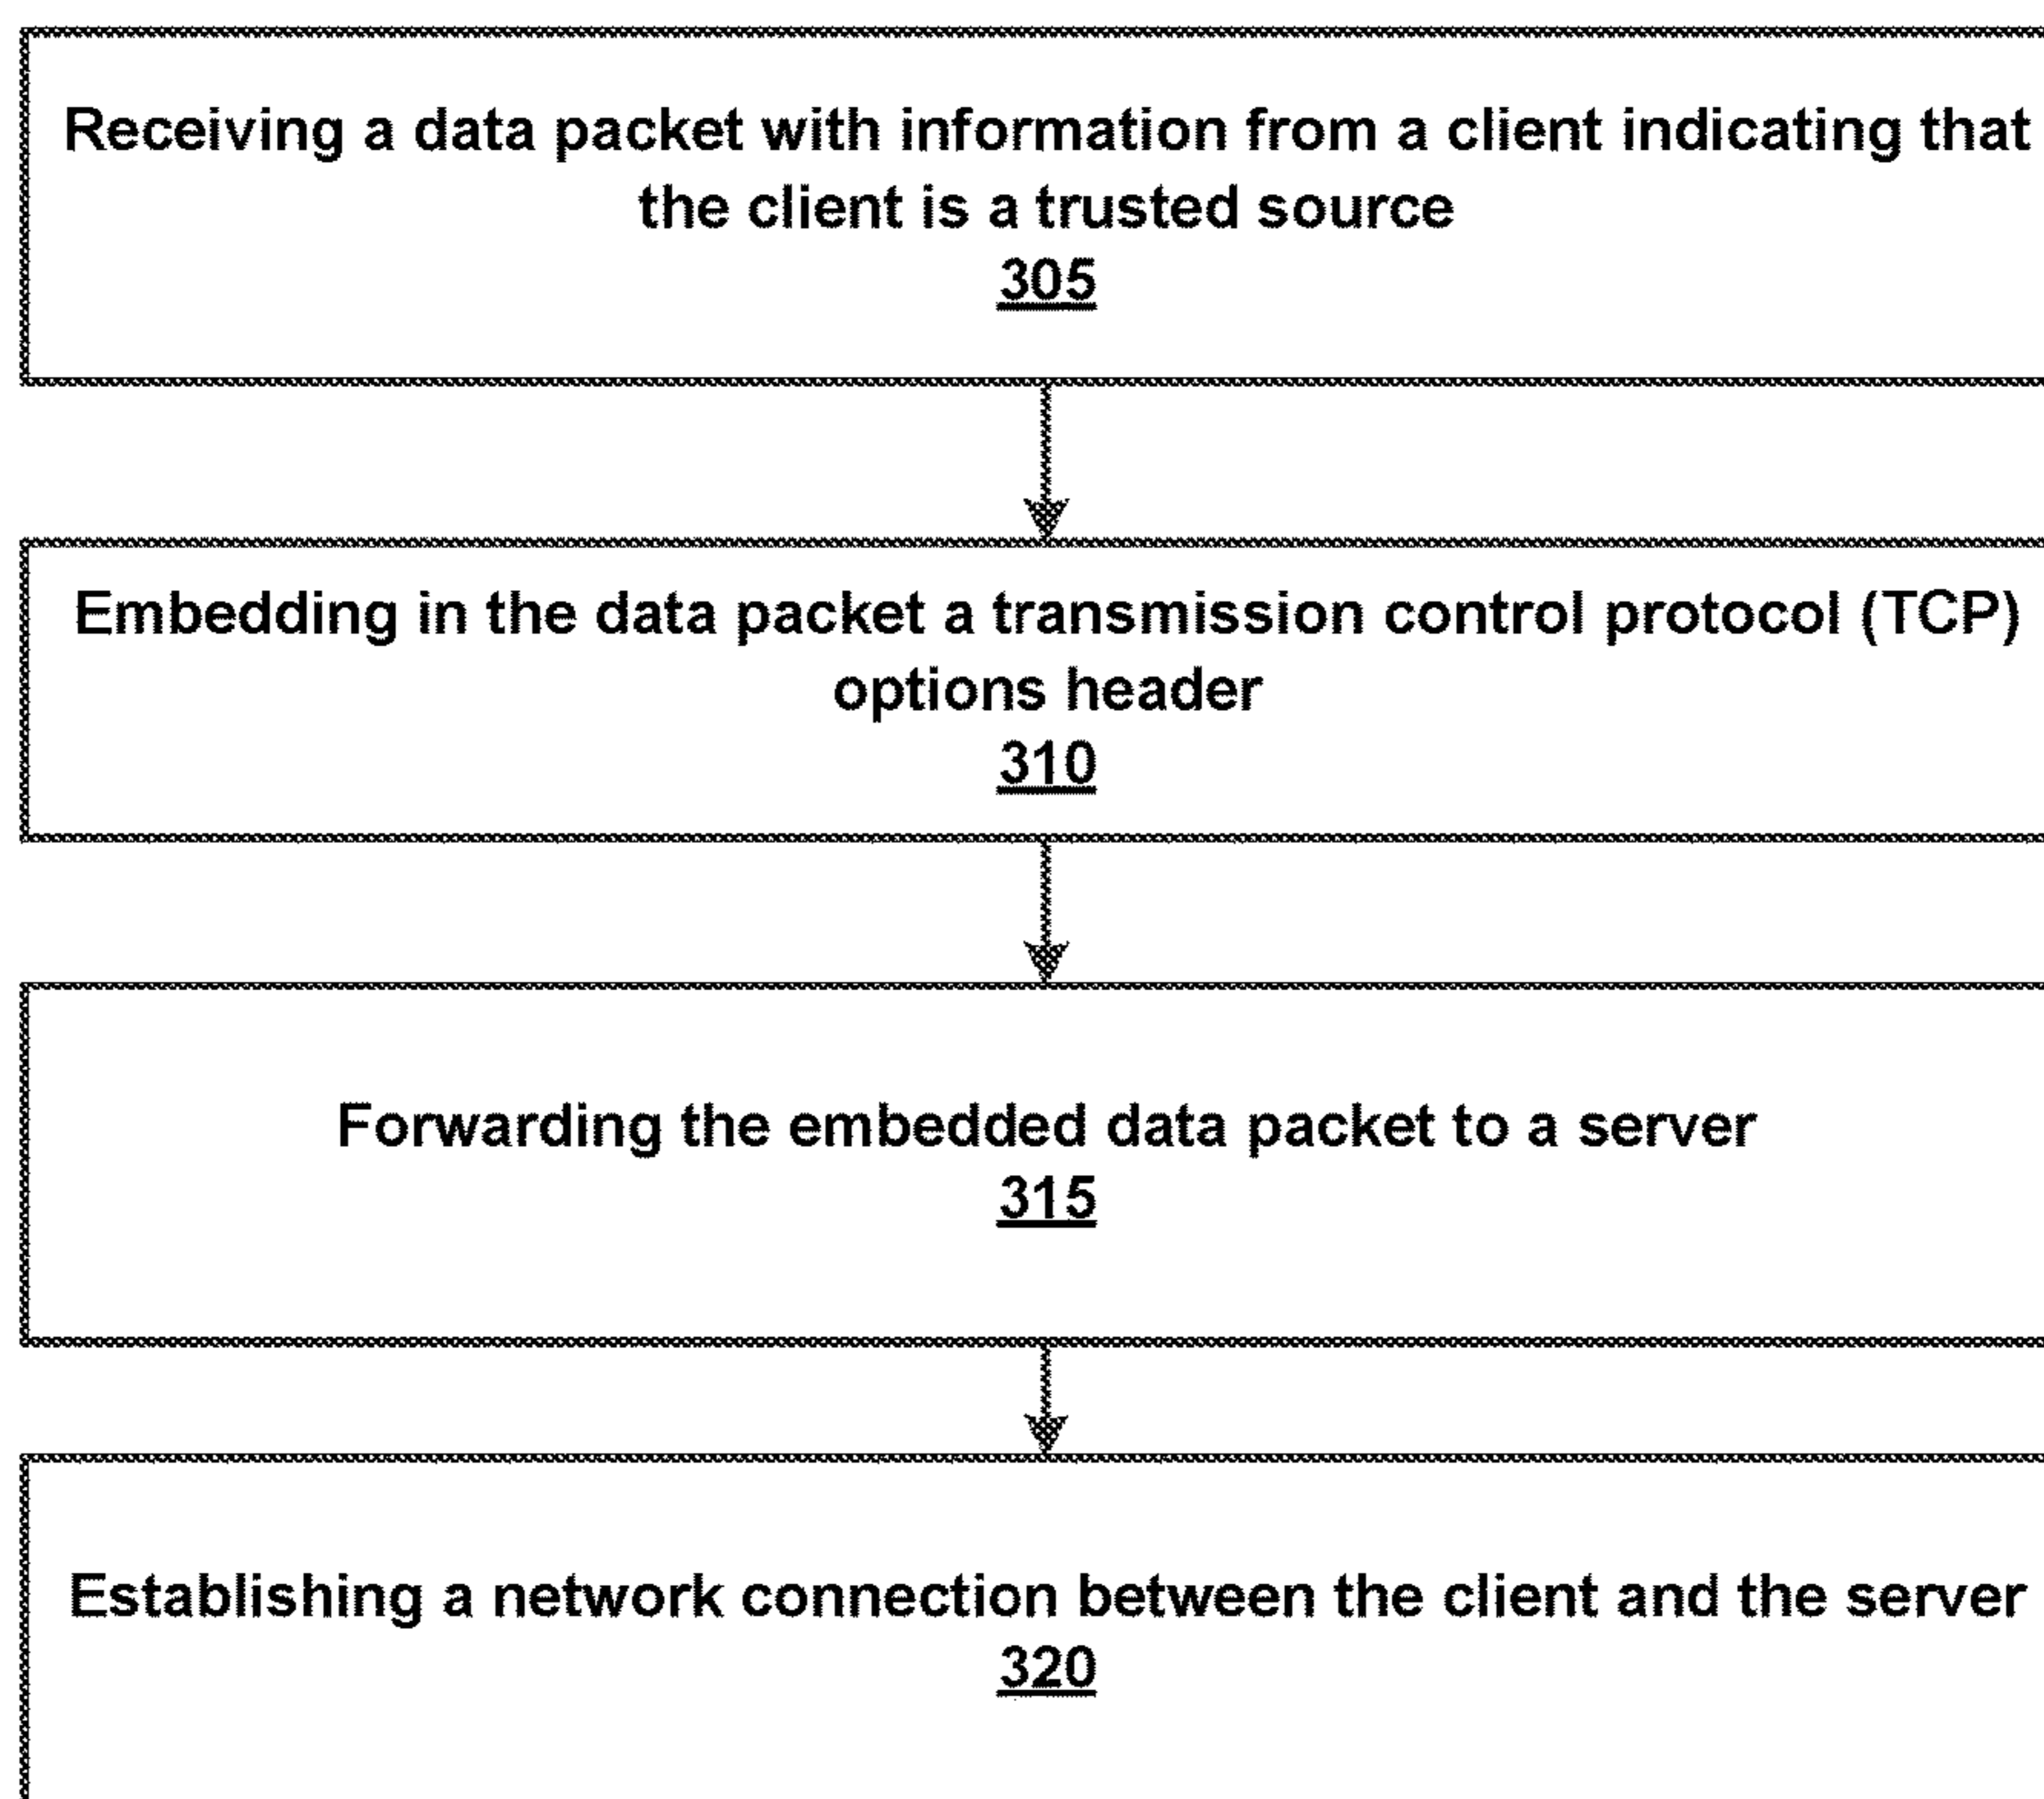 Receiving a data packet with information from a client indicating that
the client is a trusted source
305
Embedding in the data packet a transmission control protocol (TCP)
options header
310
Forwarding the embedded data packet to a server
315
Establishing a network connection between the client and the server
320